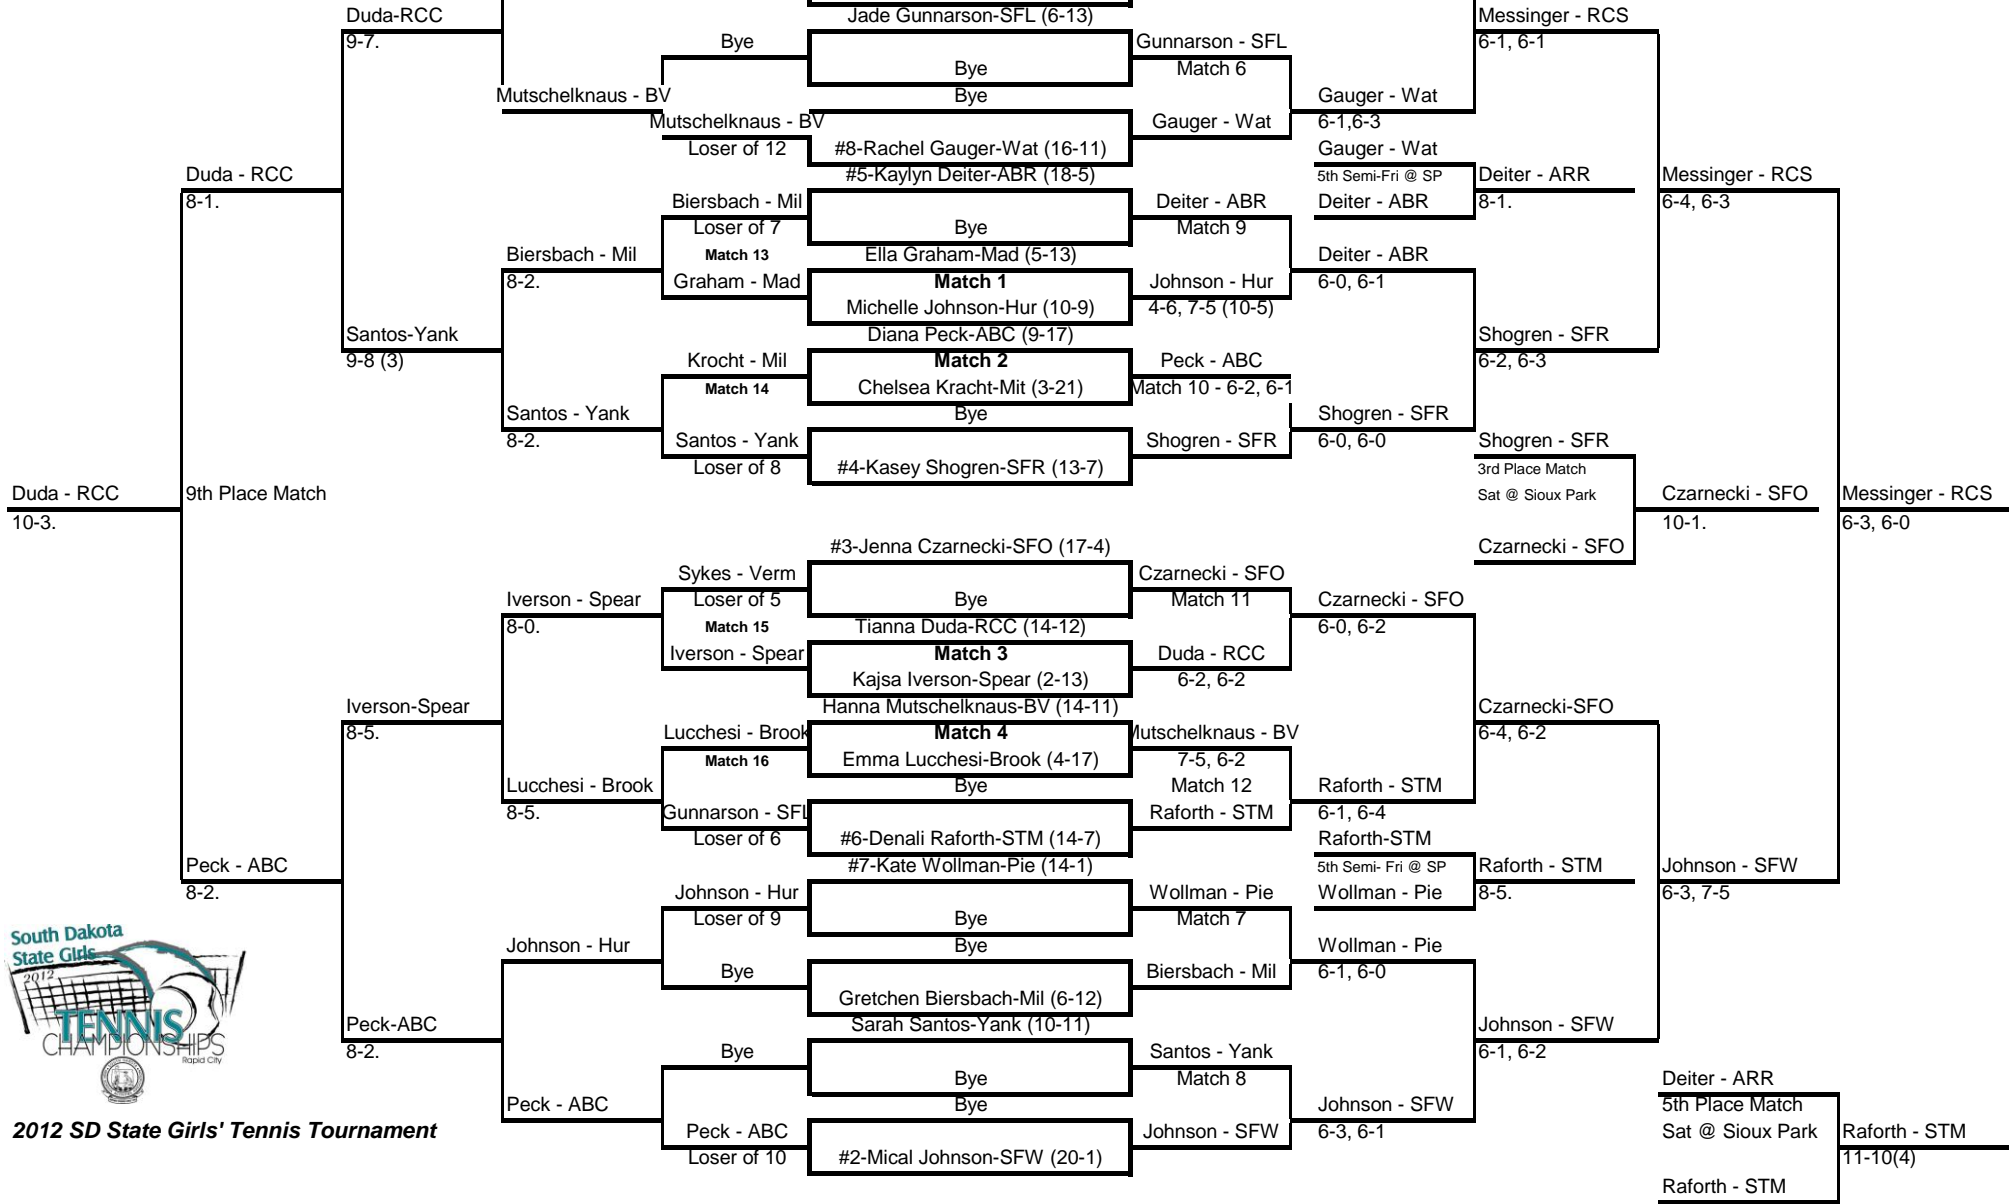 Jade Gunnarson-SFL (6-13)
Duda-RCC
Messinger - RCS
9-7.
Bye
Gunnarson - SFL
6-1, 6-1
Bye
Match 6
Mutschelknaus - BV
Bye
Gauger - Wat
Mutschelknaus - BV
Gauger - Wat
6-1,6-3
Loser of 12
#8-Rachel Gauger-Wat (16-11)
Gauger - Wat
Duda - RCC
#5-Kaylyn Deiter-ABR (18-5)
5th Semi-Fri @ SP
Deiter - ARR
Messinger - RCS
8-1.
Biersbach - Mil
Deiter - ABR
Deiter - ABR
8-1.
6-4, 6-3
Loser of 7
Bye
Match 9
Biersbach - Mil
Match 13
Ella Graham-Mad (5-13)
Deiter - ABR
8-2.
Graham - Mad
Match 1
Johnson - Hur
6-0, 6-1
Michelle Johnson-Hur (10-9)
4-6, 7-5 (10-5)
Santos-Yank
Diana Peck-ABC (9-17)
Shogren - SFR
9-8 (3)
Krocht - Mil
Match 2
Peck - ABC
6-2, 6-3
Match 14
Chelsea Kracht-Mit (3-21)
Match 10 - 6-2, 6-1
Santos - Yank
Bye
Shogren - SFR
8-2.
Santos - Yank
Shogren - SFR
6-0, 6-0
Shogren - SFR
Loser of 8
#4-Kasey Shogren-SFR (13-7)
3rd Place Match
Duda - RCC
9th Place Match
Sat @ Sioux Park
Czarnecki - SFO
Messinger - RCS
10-3.
10-1.
6-3, 6-0
#3-Jenna Czarnecki-SFO (17-4)
Czarnecki - SFO
Sykes - Verm
Czarnecki - SFO
Iverson - Spear
Loser of 5
Bye
Match 11
Czarnecki - SFO
8-0.
Match 15
Tianna Duda-RCC (14-12)
6-0, 6-2
Iverson - Spear
Match 3
Duda - RCC
Kajsa Iverson-Spear (2-13)
6-2, 6-2
Iverson-Spear
Hanna Mutschelknaus-BV (14-11)
Czarnecki-SFO
8-5.
Lucchesi - Brook
Match 4
Mutschelknaus - BV
6-4, 6-2
Match 16
Emma Lucchesi-Brook (4-17)
7-5, 6-2
Lucchesi - Brook
Bye
Match 12
Raforth - STM
8-5.
Gunnarson - SFL
Raforth - STM
6-1, 6-4
Loser of 6
#6-Denali Raforth-STM (14-7)
Raforth-STM
Peck - ABC
#7-Kate Wollman-Pie (14-1)
5th Semi- Fri @ SP
Raforth - STM
Johnson - SFW
8-2.
Johnson - Hur
Wollman - Pie
Wollman - Pie
8-5.
6-3, 7-5
Loser of 9
Bye
Match 7
Johnson - Hur
Bye
Wollman - Pie
Bye
Biersbach - Mil
6-1, 6-0
Gretchen Biersbach-Mil (6-12)
Peck-ABC
Sarah Santos-Yank (10-11)
Johnson - SFW
8-2.
Bye
Santos - Yank
6-1, 6-2
Bye
Match 8
Deiter - ARR
Peck - ABC
Bye
Johnson - SFW
5th Place Match
Peck - ABC
Johnson - SFW
6-3, 6-1
Sat @ Sioux Park
Raforth - STM
Loser of 10
#2-Mical Johnson-SFW (20-1)
11-10(4)
Raforth - STM
South Dakota
State Girls
2012
TENNIS
CHAMPIONSHIPS
Rapid City
2012 SD State Girls' Tennis Tournament